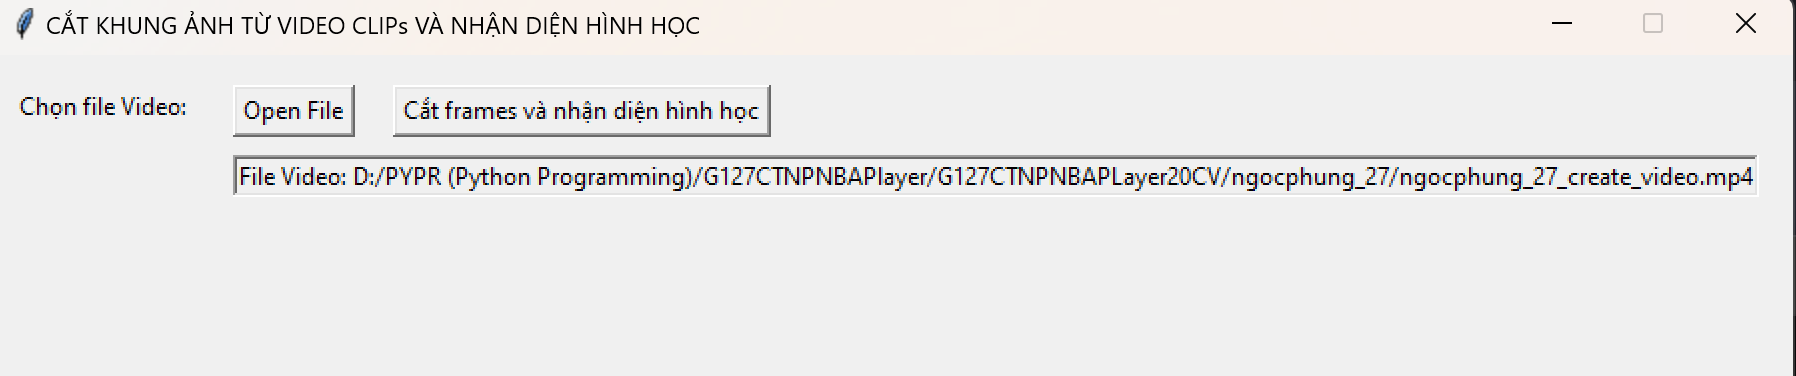 CẮT KHUNG ẢNH TỪ VIDEO CLIPs VÀ NHẬN DIỆN HÌNH HỌC
Chọn file Video: Open File Cắt frames và nhận diện hình học
File Video: D:/PYPR (Python Programming)/G127CTNPNBAPlayer/G127CTNPNBAPLayer20CV/ngocphung_27/ngocphung_27_create_video.mp4